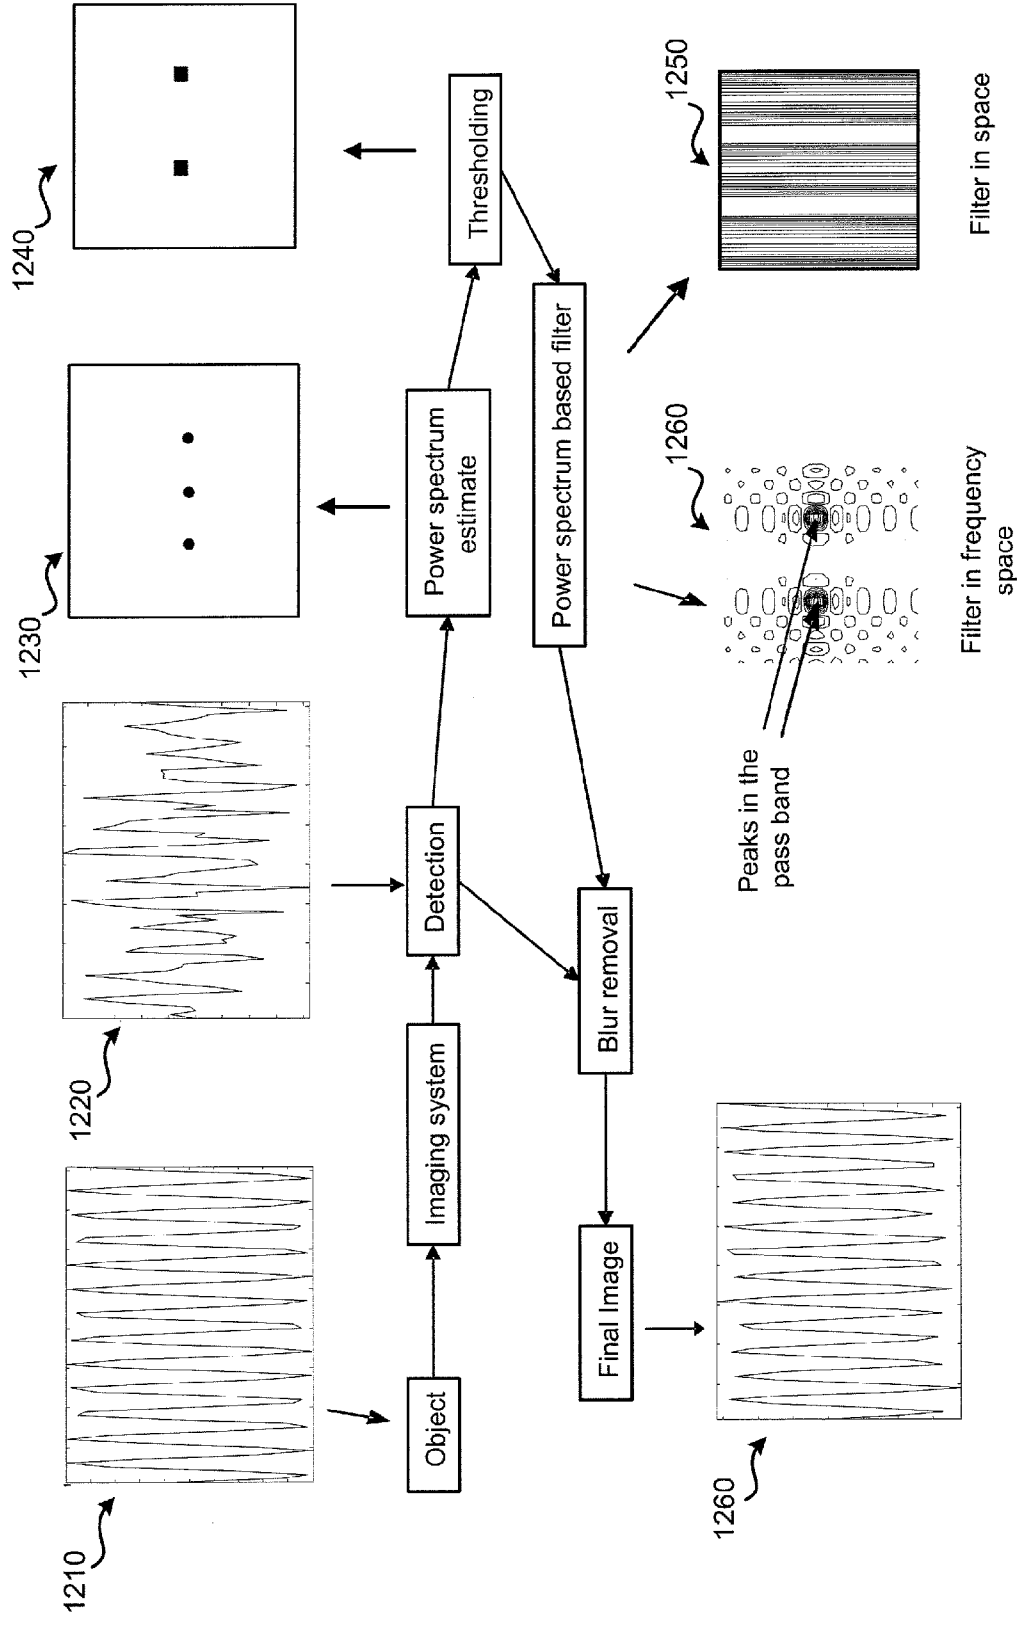 1210
1220
1230
1240
Object
Imaging system
Detection
Power spectrum
estimate
Thresholding
Power spectrum based filter
Blur removal
Final Image
1260
Peaks in the
pass band
1260
Filter in frequency
space
1250
Filter in space